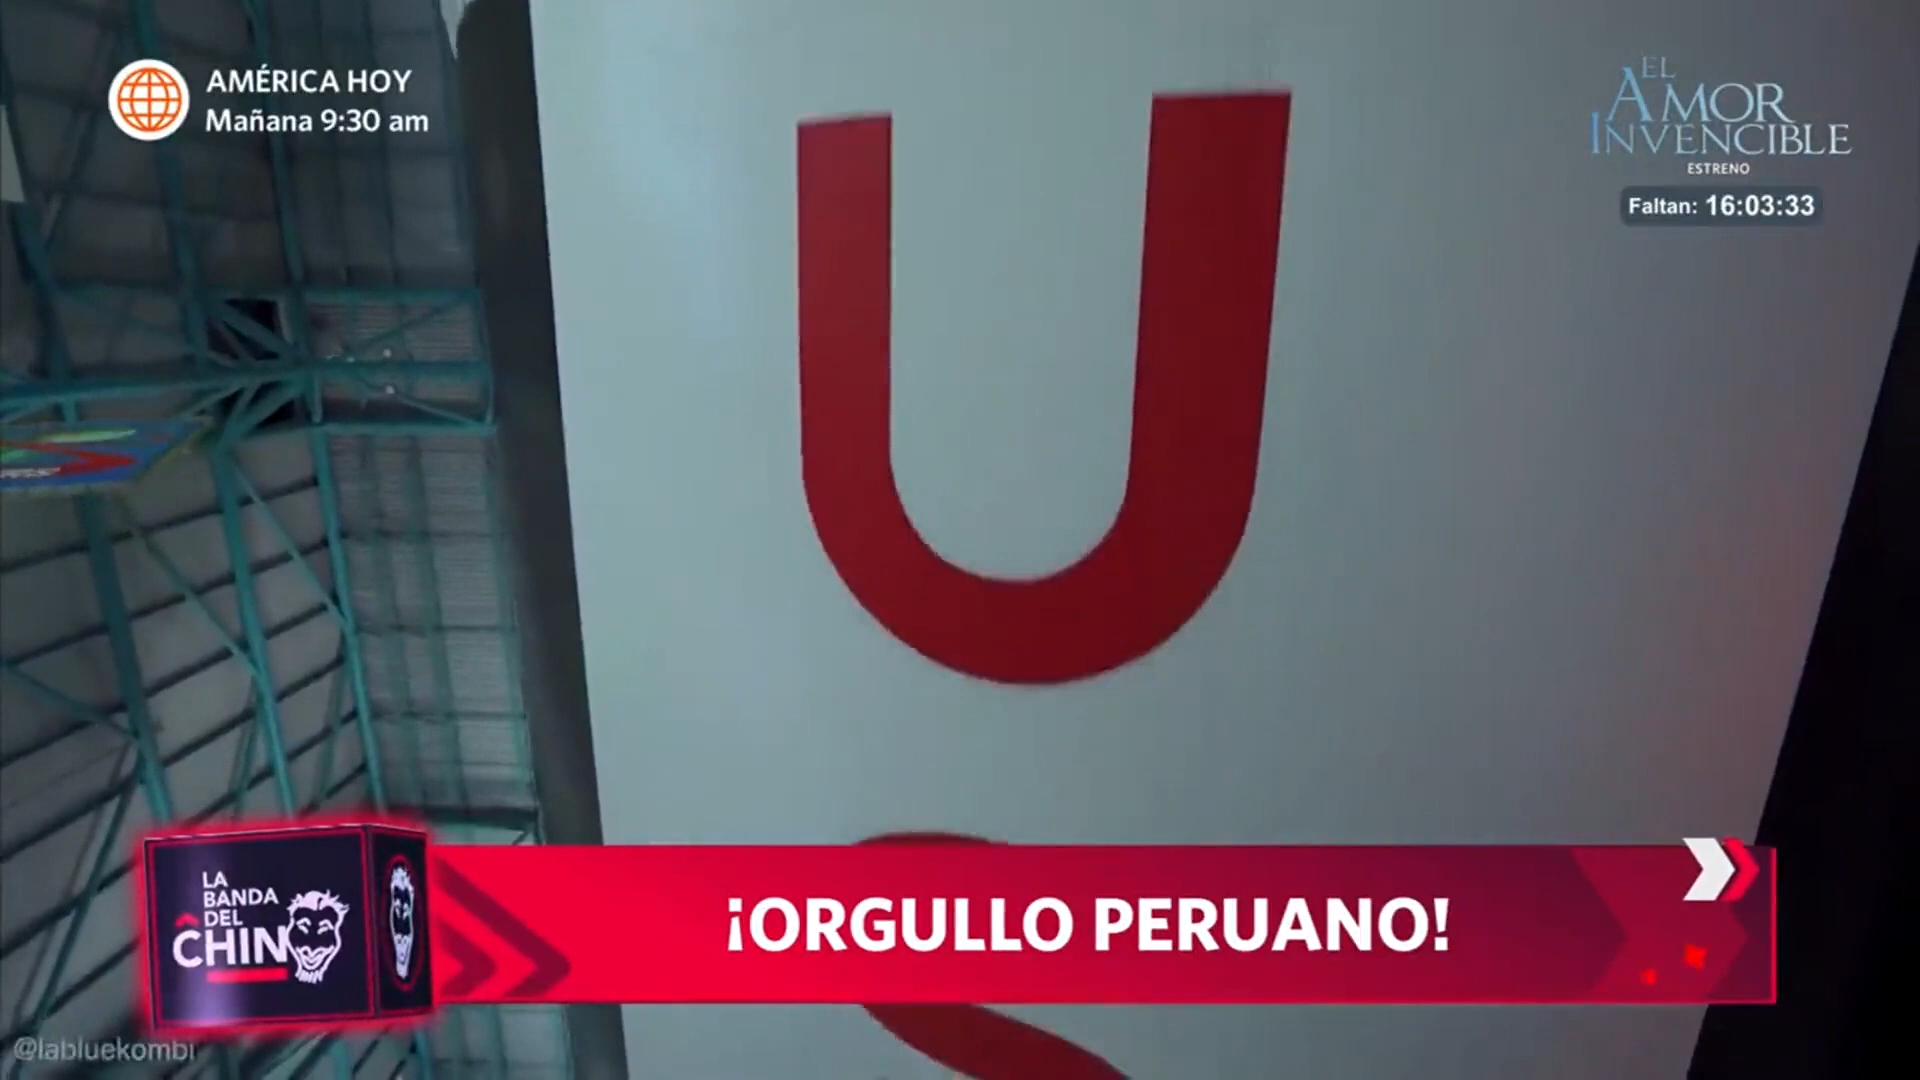 AMÉRICA HOY
Mañana 9:30 am
EL
AMOR
INVENCIBLE
ESTRENO
Faltan: 16:03:33
U
LA
BANDA
DEL
CHINO
¡ORGULLO PERUANO!
@labluekombi